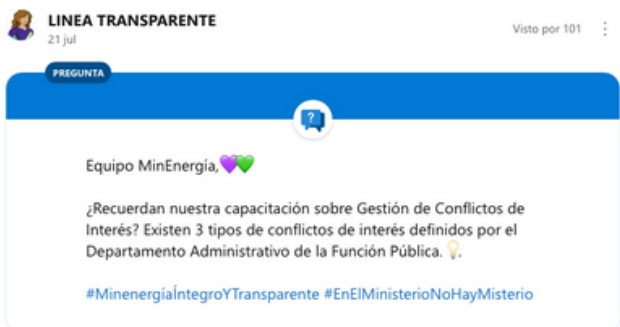 LINEA TRANSPARENTE
21 jul
Visto por 101
PREGUNTA
Equipo MinEnergía,💜💚
¿Recuerdan nuestra capacitación sobre Gestión de Conflictos de
Interés? Existen 3 tipos de conflictos de interés definidos por el
Departamento Administrativo de la Función Pública. 💡.
#MinenergíaÍntegroYTransparente #EnElMinisterioNoHayMisterio